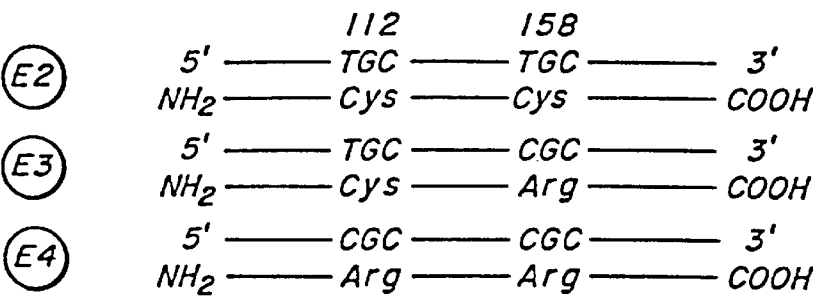 112 158
E2 5' TGC TGC 3'
NH2 Cys Cys COOH
E3 5' TGC CGC 3'
NH2 Cys Arg COOH
E4 5' CGC CGC 3'
NH2 Arg Arg COOH